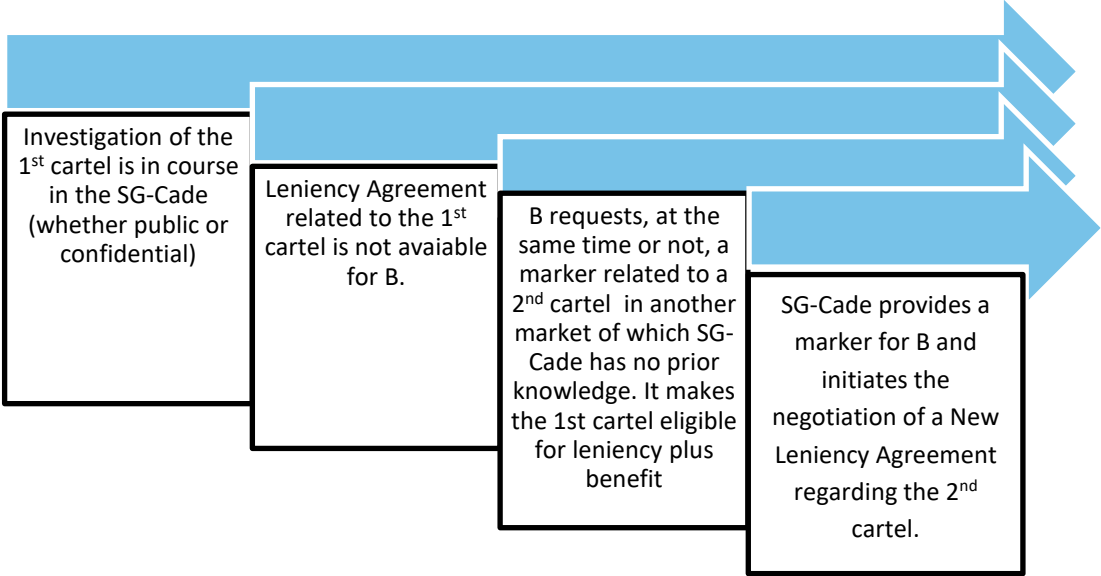 Investigation of the
1st cartel is in course
in the SG-Cade
(whether public or
confidential)
Leniency Agreement
related to the 1st
cartel is not avaiable
for B.
B requests, at the
same time or not, a
marker related to a
2nd cartel in another
market of which SG-
Cade has no prior
knowledge. It makes
the 1st cartel eligible
for leniency plus
benefit
SG-Cade provides a
marker for B and
initiates the
negotiation of a New
Leniency Agreement
regarding the 2nd
cartel.